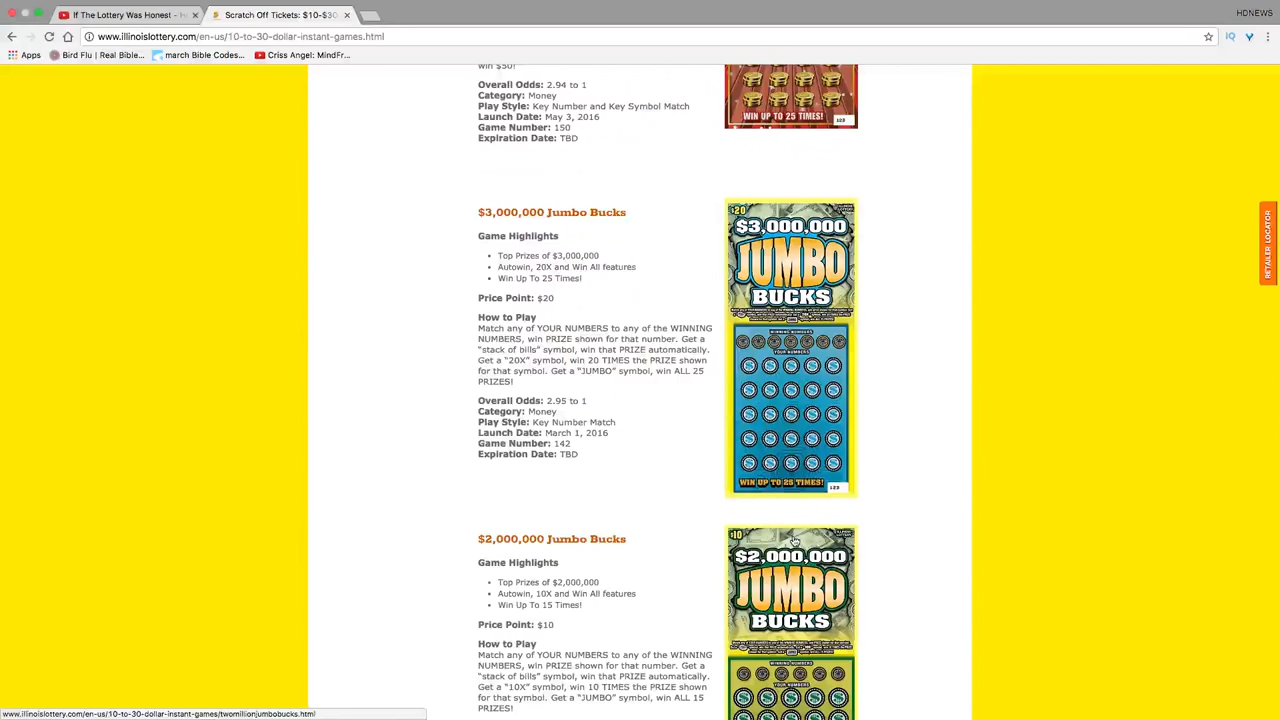 If The Lottery Was Honest -
Scratch Off Tickets: $10-$30
HDNEWS
www.illinoislottery.com/en-us/10-to-30-dollar-instant-games.html
Apps
Bird Flu | Real Bible...
march Bible Codes...
Criss Angel: MindFr...
win $50!
Overall Odds: 2.94 to 1
Category: Money
Play Style: Key Number and Key Symbol Match
Launch Date: May 3, 2016
Game Number: 150
Expiration Date: TBD
WIN UP TO 25 TIMES!
123
RETAILER LOCATOR
$3,000,000 Jumbo Bucks
Game Highlights
• Top Prizes of $3,000,000
• Autowin, 20X and Win All features
• Win Up To 25 Times!
Price Point: $20
How to Play
Match any of YOUR NUMBERS to any of the WINNING
NUMBERS, win PRIZE shown for that number. Get a
"stack of bills" symbol, win that PRIZE automatically.
Get a "20X" symbol, win 20 TIMES the PRIZE shown
for that symbol. Get a "JUMBO" symbol, win ALL 25
PRIZES!
Overall Odds: 2.95 to 1
Category: Money
Play Style: Key Number Match
Launch Date: March 1, 2016
Game Number: 142
Expiration Date: TBD
$20
$3,000,000
JUMBO
BUCKS
WINNING NUMBERS
YOUR NUMBERS
WIN UP TO 25 TIMES!
123
$2,000,000 Jumbo Bucks
Game Highlights
• Top Prizes of $2,000,000
• Autowin, 10X and Win All features
• Win Up To 15 Times!
Price Point: $10
How to Play
Match any of YOUR NUMBERS to any of the WINNING
NUMBERS, win PRIZE shown for that number. Get a
"stack of bills" symbol, win that PRIZE automatically.
Get a "10X" symbol, win 10 TIMES the PRIZE shown
for that symbol. Get a "JUMBO" symbol, win ALL 15
PRIZES!
$10
$2,000,000
JUMBO
BUCKS
WINNING NUMBERS
YOUR NUMBERS
www.illinoislottery.com/en-us/10-to-30-dollar-instant-games/twomillionjumbobucks.html